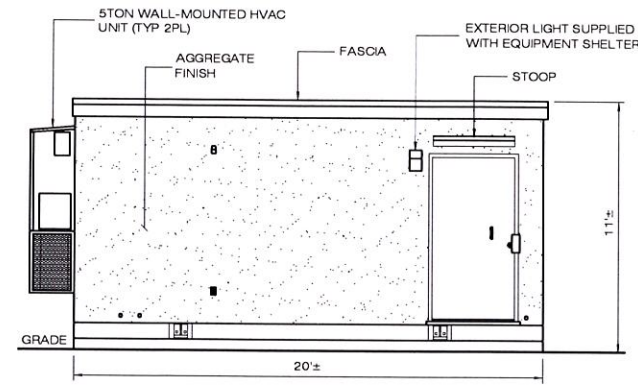 5TON WALL-MOUNTED HVAC
UNIT (TYP 2PL)
AGGREGATE
FINISH
FASCIA
EXTERIOR LIGHT SUPPLIED
WITH EQUIPMENT SHELTER
STOOP
11'±
GRADE
20'±